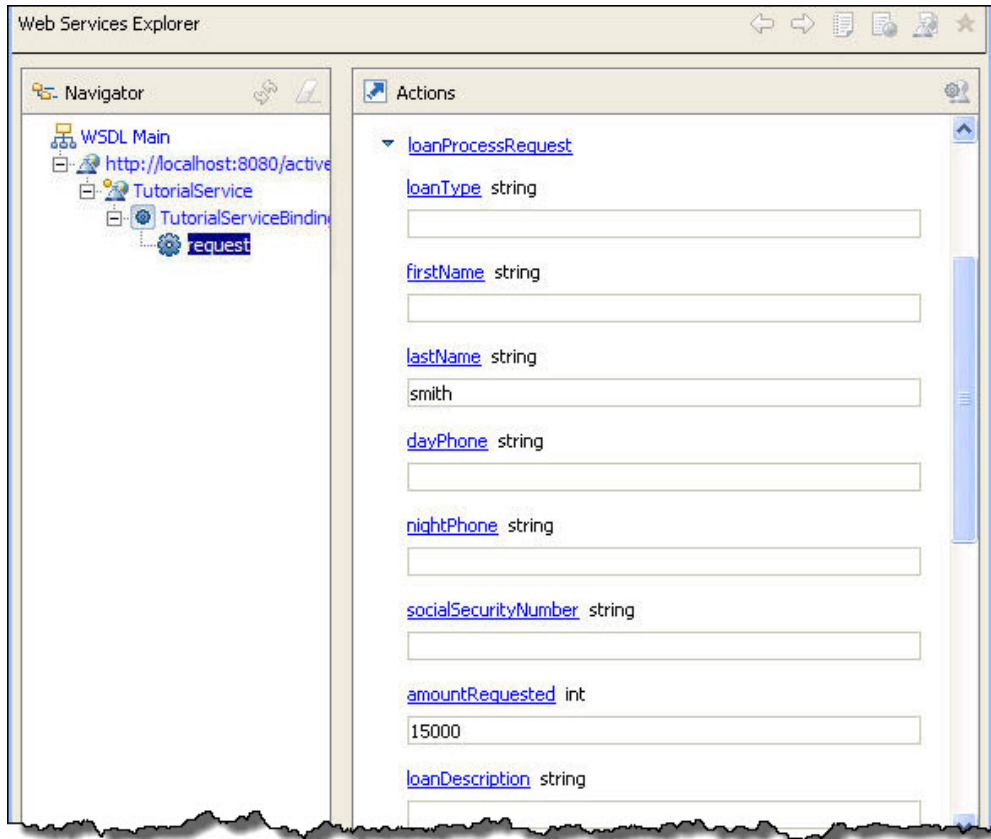 Web Services Explorer
Navigator
WSDL Main
http://localhost:8080/active
TutorialService
TutorialServiceBinding
request
Actions
loanProcessRequest
loanType string
firstName string
lastName string
smith
dayPhone string
nightPhone string
socialSecurityNumber string
amountRequested int
15000
loanDescription string